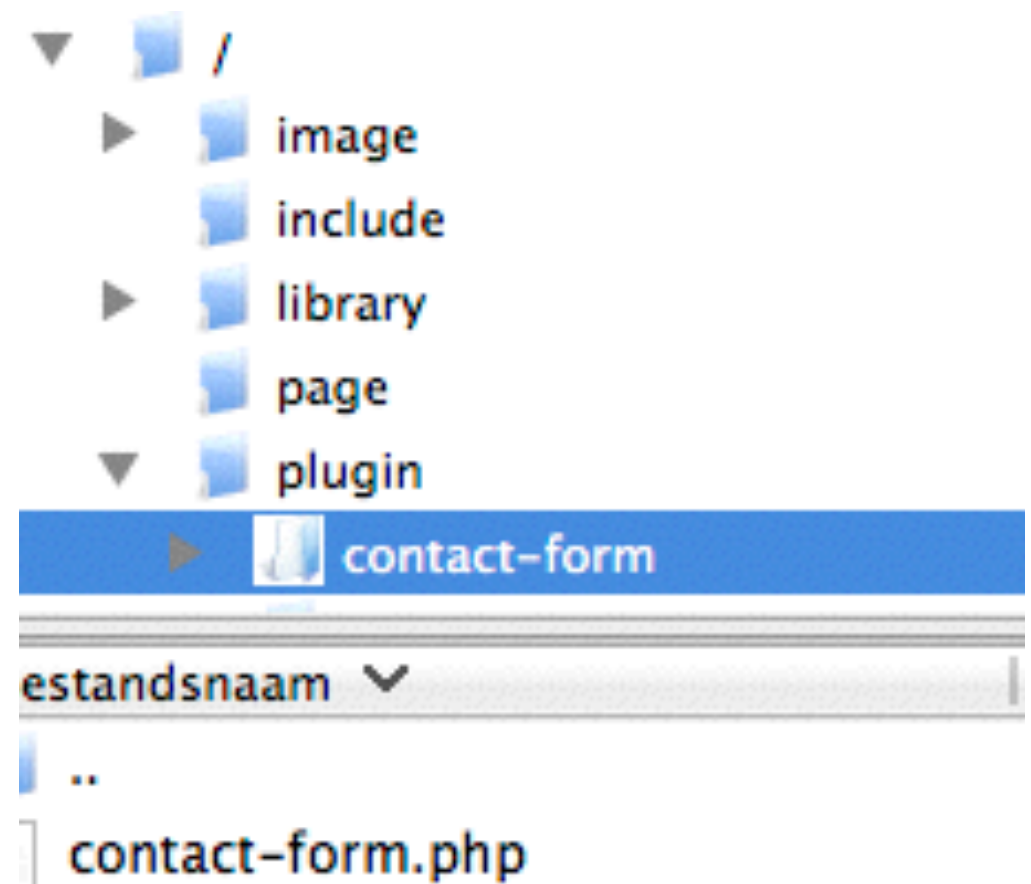 /
image
include
library
page
plugin
contact-form
estandsnaam
..
contact-form.php